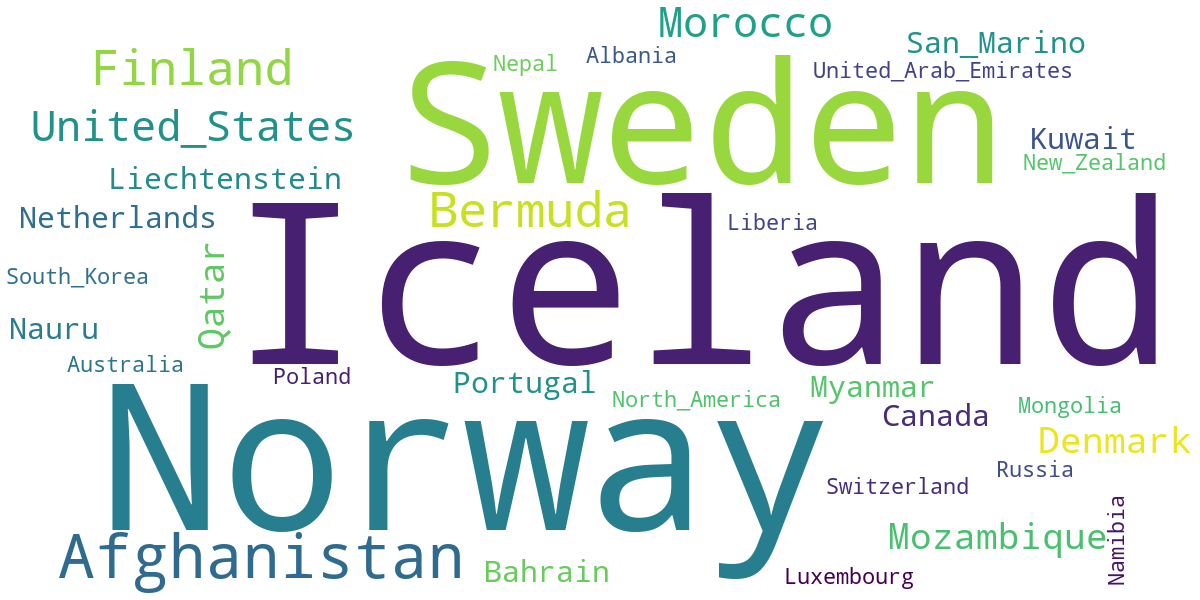 Morocco
San_Marino
Finland
Nepal
Albania
Sweden
United_Arab_Emirates
United_States
Kuwait
New_Zealand
Liechtenstein
Netherlands
Bermuda
Liberia
Iceland
South_Korea
Qatar
Nauru
Australia
Poland
Portugal
Myanmar
North_America
Canada
Mongolia
Norway
Denmark
Russia
Switzerland
Mozambique
Namibia
Afghanistan
Bahrain
Luxembourg